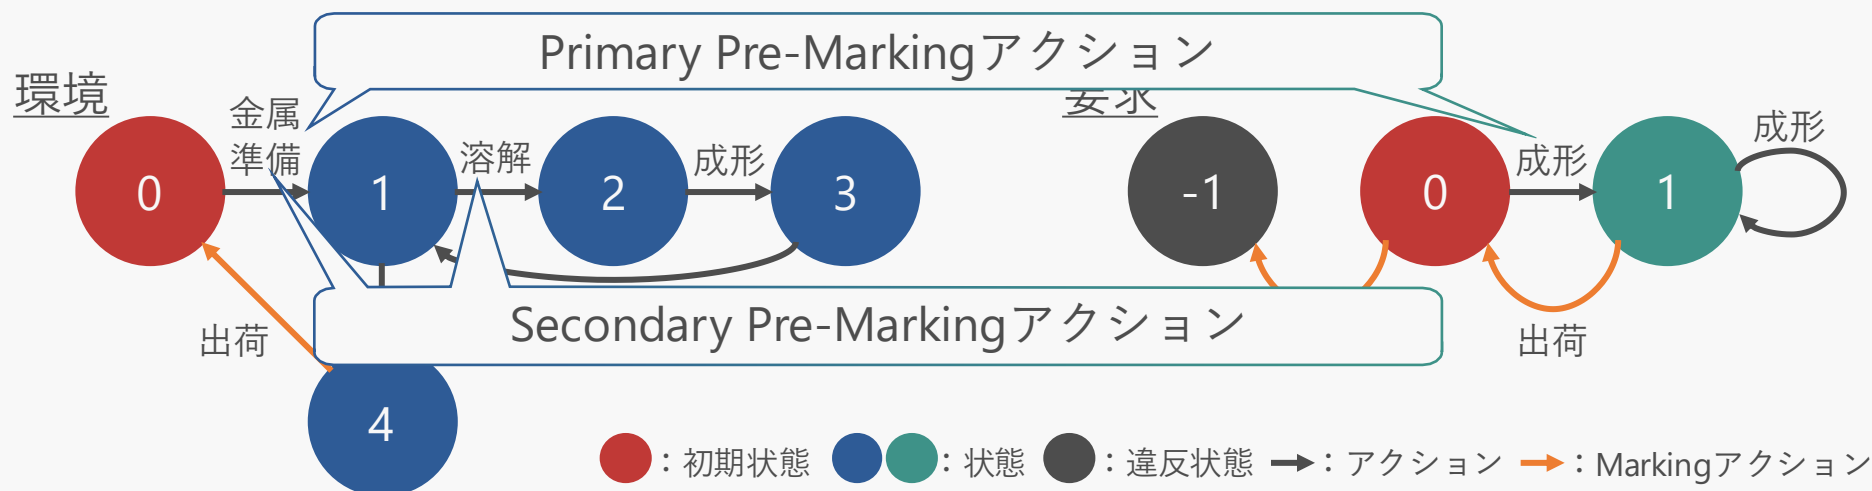 Primary Pre-Markingアクション
環境
要求
金属
準備
溶解
成形
成形
成形
0
1
2
3
-1
0
1
Secondary Pre-Markingアクション
出荷
出荷
4
：初期状態
：状態
：違反状態
：アクション
：Markingアクション